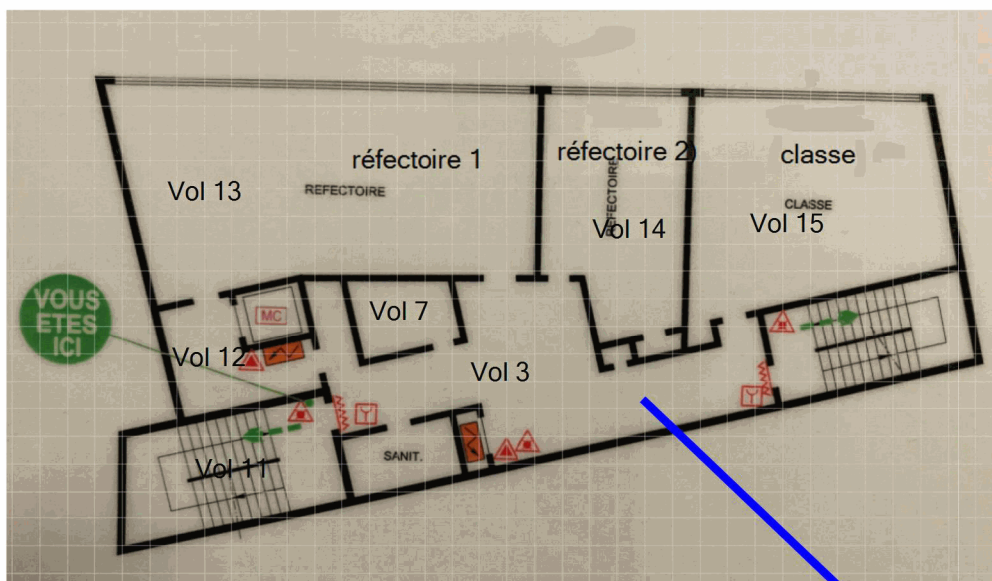 réfectoire 1
réfectoire 2)
classe
Vol 13
REFECTOIRE
REFECTOIRE
Vol 14
CLASSE
Vol 15
VOUS
ETES
ICI
MC
Vol 7
Vol 12
Vol 3
Vol 11
SANIT.